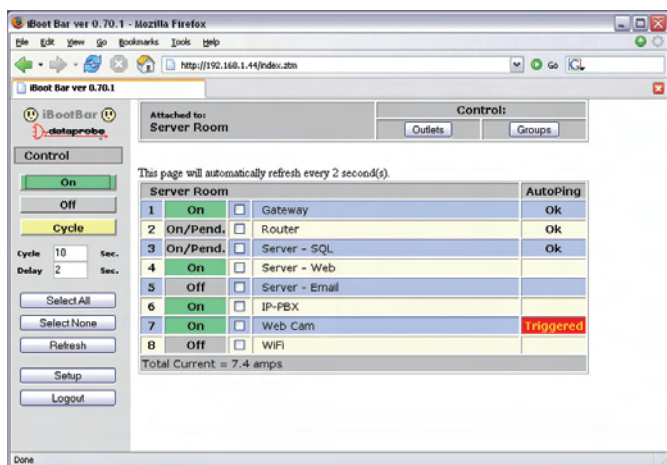 iBoot Bar ver 0.70.1 - Mozilla Firefox
File Edit View Go Bookmarks Tools Help
http://192.168.1.44/index.ztm Go
iBoot Bar ver 0.70.1
iBootBar
dataprobe
Attached to:
Server Room
Control:
Outlets Groups
Control
On
Off
Cycle
Cycle 10 Sec.
Delay 2 Sec.
Select All
Select None
Refresh
Setup
Logout
This page will automatically refresh every 2 second(s).
Server Room AutoPing
1 On Gateway Ok
2 On/Pend. Router Ok
3 On/Pend. Server - SQL Ok
4 On Server - Web
5 Off Server - Email
6 On IP-PBX
7 On Web Cam Triggered
8 Off WiFi
Total Current = 7.4 amps
Done